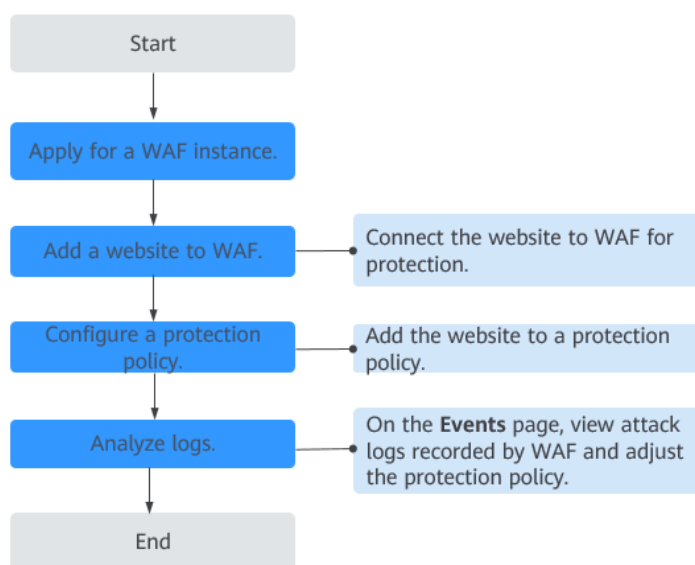 Start
Apply for a WAF instance.
Add a website to WAF.
Connect the website to WAF for
protection.
Configure a protection
policy.
Add the website to a protection
policy.
Analyze logs.
On the Events page, view attack
logs recorded by WAF and adjust
the protection policy.
End